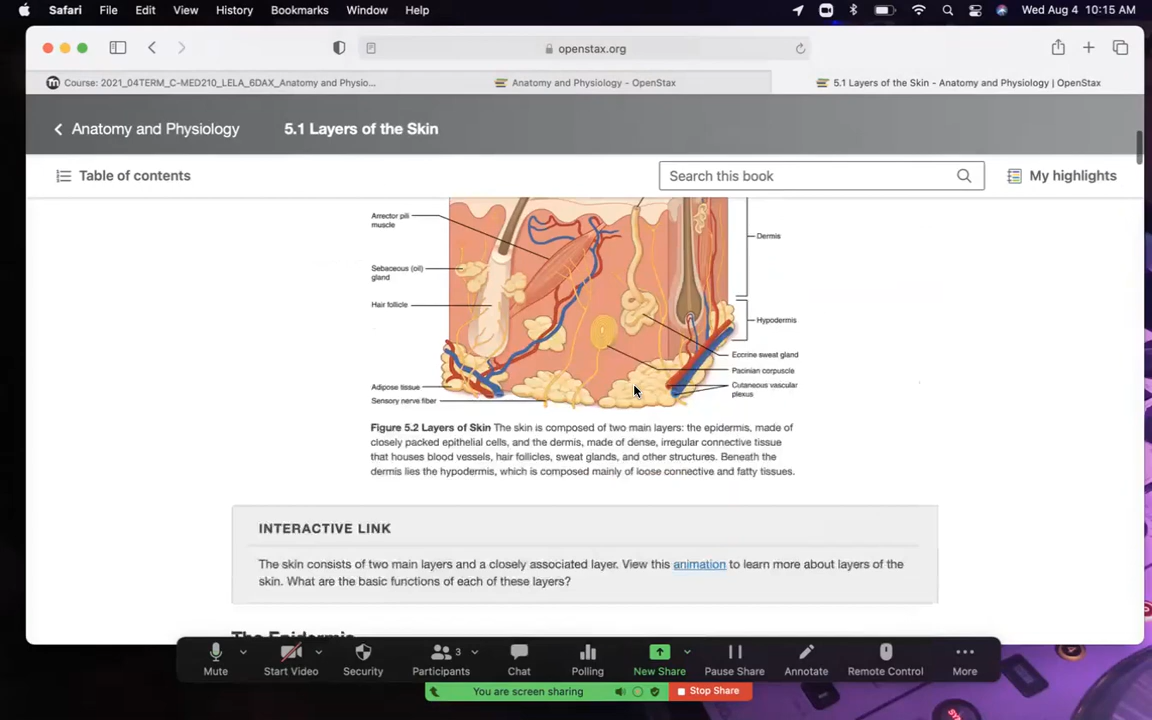 Safari File Edit View History Bookmarks Window Help Wed Aug 4 10:15 AM
openstax.org
Course: 2021_04TERM_C-MED210_LELA_6DAX_Anatomy and Physio... Anatomy and Physiology - OpenStax 5.1 Layers of the Skin - Anatomy and Physiology | OpenStax
Anatomy and Physiology 5.1 Layers of the Skin
Table of contents Search this book My highlights
Arrector pili
muscle
Dermis
Sebaceous (oil)
gland
Hair follicle
Hypodermis
Eccrine sweat gland
Pacinian corpuscle
Cutaneous vascular
plexus
Adipose tissue
Sensory nerve fiber
Figure 5.2 Layers of Skin The skin is composed of two main layers: the epidermis, made of
closely packed epithelial cells, and the dermis, made of dense, irregular connective tissue
that houses blood vessels, hair follicles, sweat glands, and other structures. Beneath the
dermis lies the hypodermis, which is composed mainly of loose connective and fatty tissues.
INTERACTIVE LINK
The skin consists of two main layers and a closely associated layer. View this animation to learn more about layers of the
skin. What are the basic functions of each of these layers?
The Epidermis
3
Mute Start Video Security Participants Chat Polling New Share Pause Share Annotate Remote Control More
You are screen sharing Stop Share